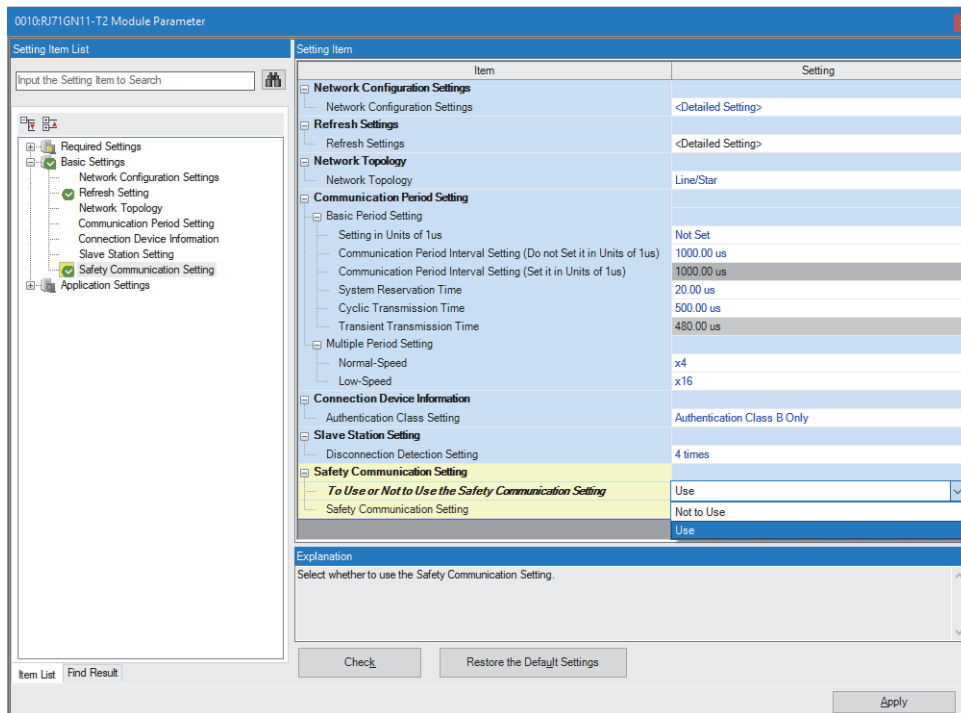 0010:RJ71GN11-T2 Module Parameter
Setting Item List
Input the Setting Item to Search
Required Settings
Basic Settings
Network Configuration Settings
Refresh Setting
Network Topology
Communication Period Setting
Connection Device Information
Slave Station Setting
Safety Communication Setting
Application Settings
Item List Find Result
Setting Item
Item Setting
Network Configuration Settings
Network Configuration Settings <Detailed Setting>
Refresh Settings
Refresh Settings <Detailed Setting>
Network Topology
Network Topology Line/Star
Communication Period Setting
Basic Period Setting
Setting in Units of 1us Not Set
Communication Period Interval Setting (Do not Set it in Units of 1us) 1000.00 us
Communication Period Interval Setting (Set it in Units of 1us) 1000.00 us
System Reservation Time 20.00 us
Cyclic Transmission Time 500.00 us
Transient Transmission Time 480.00 us
Multiple Period Setting
Normal-Speed x4
Low-Speed x16
Connection Device Information
Authentication Class Setting Authentication Class B Only
Slave Station Setting
Disconnection Detection Setting 4 times
Safety Communication Setting
To Use or Not to Use the Safety Communication Setting Use
Safety Communication Setting Not to Use
Use
Explanation
Select whether to use the Safety Communication Setting.
Check Restore the Default Settings
Apply